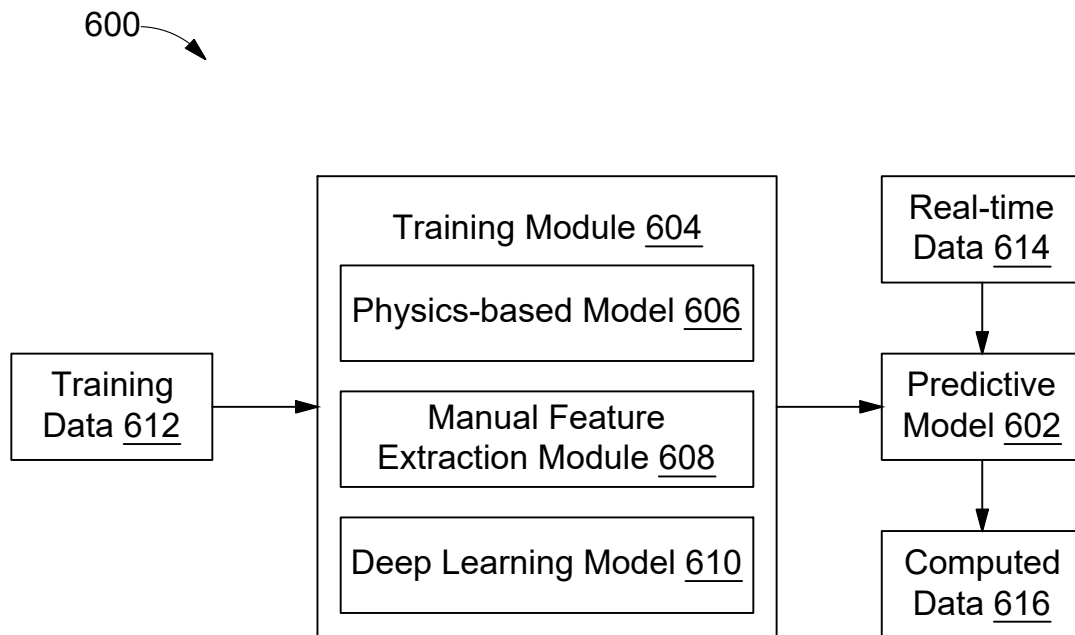 600
Training Module 604
Physics-based Model 606
Manual Feature
Extraction Module 608
Deep Learning Model 610
Training
Data 612
Real-time
Data 614
Predictive
Model 602
Computed
Data 616